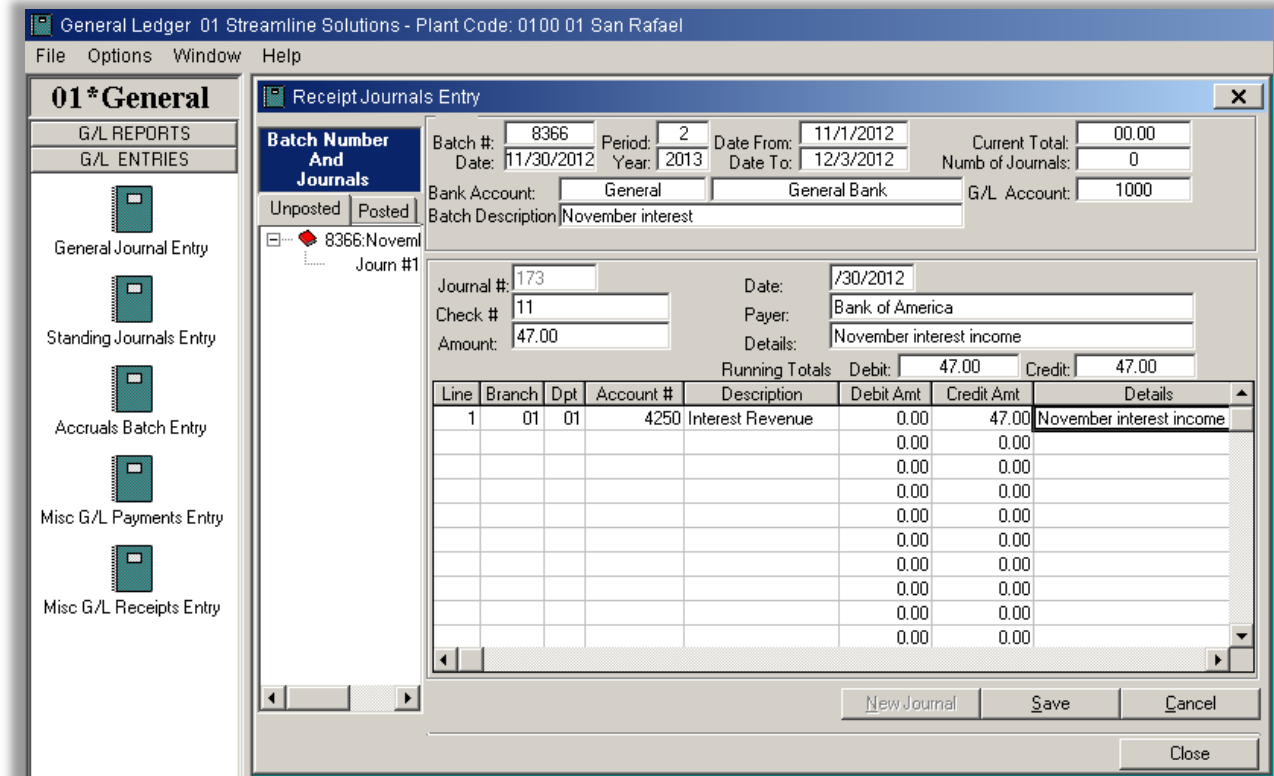 General Ledger 01 Streamline Solutions - Plant Code: 0100 01 San Rafael
File Options Window Help
01*General
G/L REPORTS
G/L ENTRIES
General Journal Entry
Standing Journals Entry
Accruals Batch Entry
Misc G/L Payments Entry
Misc G/L Receipts Entry
Receipt Journals Entry
Batch Number
And
Journals
Unposted Posted
8366:Noveml
Journ #1
Batch #: 8366 Period: 2 Date From: 11/1/2012 Current Total: 00.00
Date: 11/30/2012 Year: 2013 Date To: 12/3/2012 Numb of Journals: 0
Bank Account: General General Bank G/L Account: 1000
Batch Description November interest
Journal #: 173 Date: /30/2012
Check # 11 Payer: Bank of America
Amount: 47.00 Details: November interest income
Running Totals Debit: 47.00 Credit: 47.00
Line Branch Dpt Account # Description Debit Amt Credit Amt Details
1 01 01 4250 Interest Revenue 0.00 47.00 November interest income
0.00 0.00
0.00 0.00
0.00 0.00
0.00 0.00
0.00 0.00
0.00 0.00
0.00 0.00
0.00 0.00
0.00 0.00
New Journal Save Cancel
Close